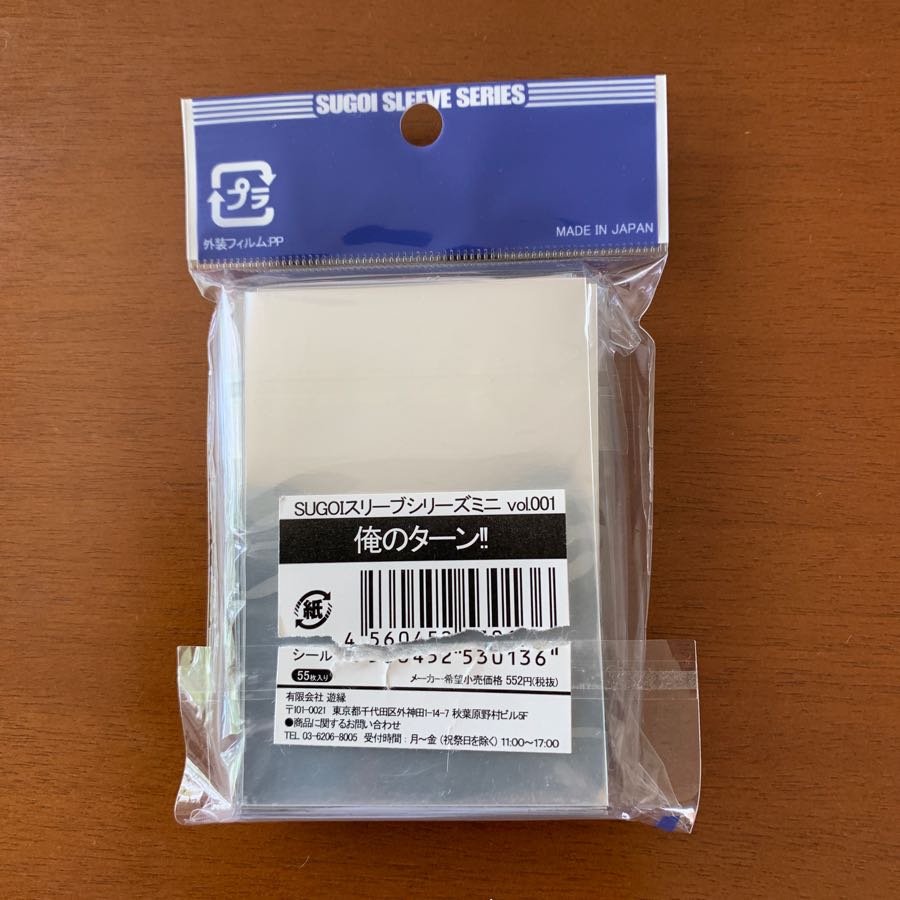 SUGOI SLEEVE SERIES
プラ
外装フィルム:PP
MADE IN JAPAN
SUGOIスリーブシリーズミニ vol.001
俺のターン!!
紙
シール
55枚入り
4 560452
452"530136"
メーカー希望小売価格 552円(税抜)
有限会社 遊縁
〒101-0021 東京都千代田区外神田1-14-7 秋葉原野村ビル5F
●商品に関するお問い合わせ
TEL 03-6206-8005 受付時間:月～金 (祝祭日を除く) 11:00～17:00